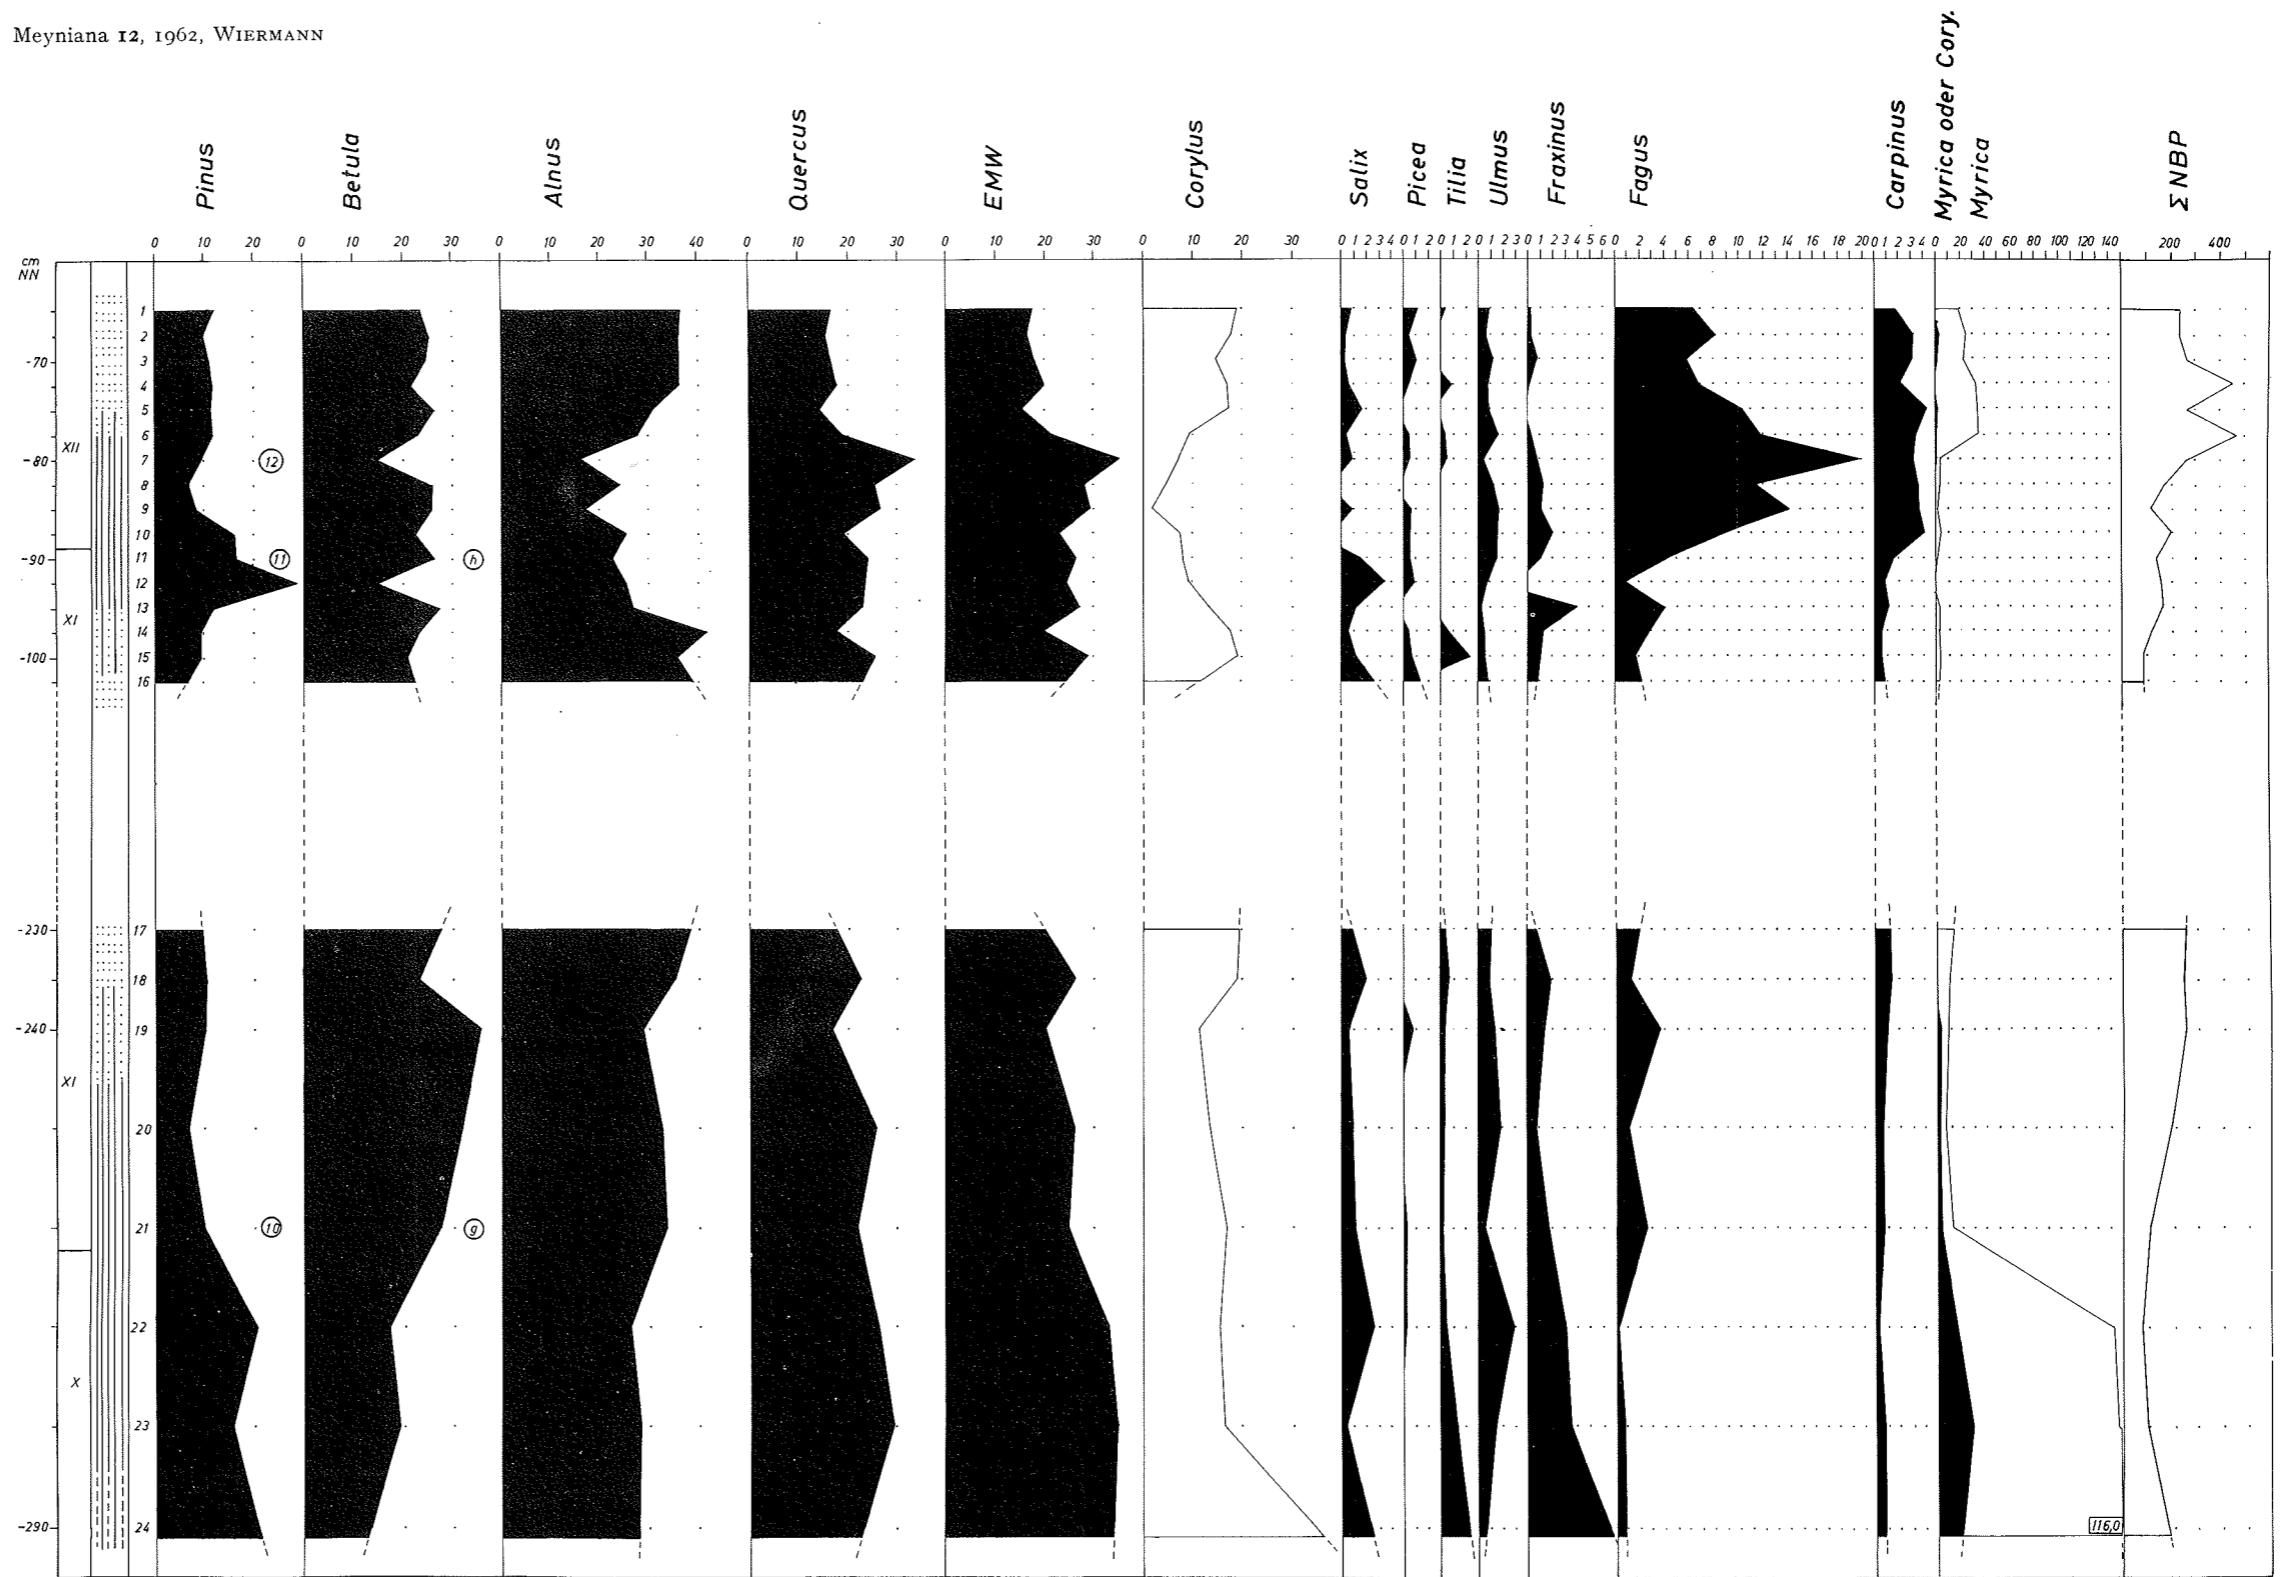 Meyniana 12, 1962, WIERMANN
Pinus
Betula
Alnus
Quercus
EMW
Corylus
Salix
Picea
Tilia
Ulmus
Fraxinus
Fagus
Carpinus
Myrica oder Cory.
Myrica
Σ NBP
0 10 20 0 10 20 30 0 10 20 30 40 0 10 20 30 0 10 20 30 0 10 20 30 0 1 2 3 4 0 1 2 0 1 2 0 1 2 3 0 1 2 3 4 5 6 0 2 4 6 8 10 12 14 16 18 20 0 1 2 3 4 0 20 60 80 100 120 140 200 400
cm
NN
1
2
-70 3
4
5
XII 6
-80 7 12
8
9
10
-90 11 11 h
12
13
XI 14
-100 15
16
-230 17
18
-240 19
XI
20
21 10 g
22
X
23
-290 24 116,0